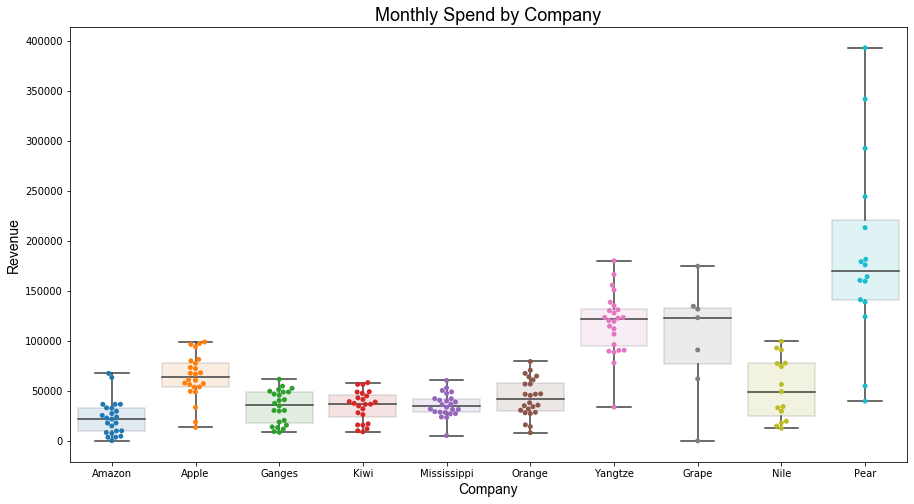 Monthly Spend by Company
Revenue
400000
350000
300000
250000
200000
150000
100000
50000
0
Amazon Apple Ganges Kiwi Mississippi Orange Yangtze Grape Nile Pear
Company